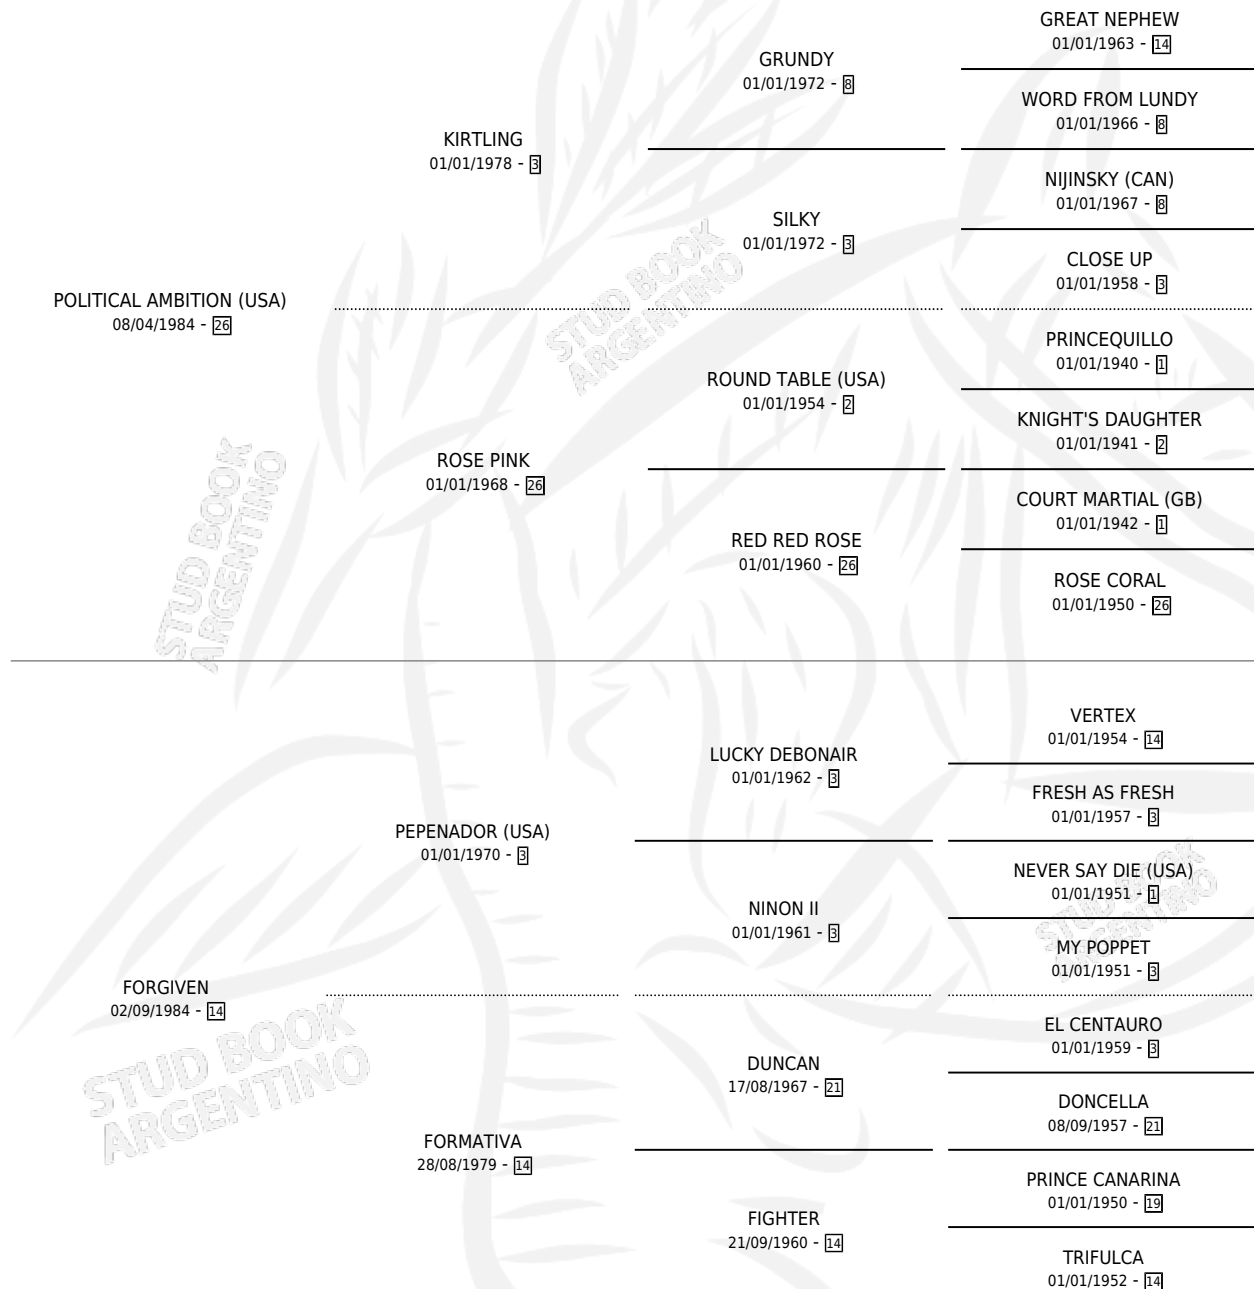 GREAT NEPHEW
01/01/1963 - 14
GRUNDY
01/01/1972 - 8
WORD FROM LUNDY
01/01/1966 - 8
KIRTLING
01/01/1978 - 3
NIJINSKY (CAN)
01/01/1967 - 8
SILKY
01/01/1972 - 3
CLOSE UP
01/01/1958 - 3
POLITICAL AMBITION (USA)
08/04/1984 - 26
PRINCEQUILLO
01/01/1940 - 1
ROUND TABLE (USA)
01/01/1954 - 2
KNIGHT'S DAUGHTER
01/01/1941 - 2
ROSE PINK
01/01/1968 - 26
COURT MARTIAL (GB)
01/01/1942 - 1
RED RED ROSE
01/01/1960 - 26
ROSE CORAL
01/01/1950 - 26
VERTEX
01/01/1954 - 14
LUCKY DEBONAIR
01/01/1962 - 3
FRESH AS FRESH
01/01/1957 - 3
PEPENADOR (USA)
01/01/1970 - 3
NEVER SAY DIE (USA)
01/01/1951 - 1
NINON II
01/01/1961 - 3
MY POPPET
01/01/1951 - 3
FORGIVEN
02/09/1984 - 14
EL CENTAURO
01/01/1959 - 3
DUNCAN
17/08/1967 - 21
DONCELLA
08/09/1957 - 21
FORMATIVA
28/08/1979 - 14
PRINCE CANARINA
01/01/1950 - 19
FIGHTER
21/09/1960 - 14
TRIFULCA
01/01/1952 - 14
STUD BOOK
ARGENTINO
STUD BOOK
ARGENTINO
STUD BOOK
ARGENTINO
STUD BOOK
ARGENTINO